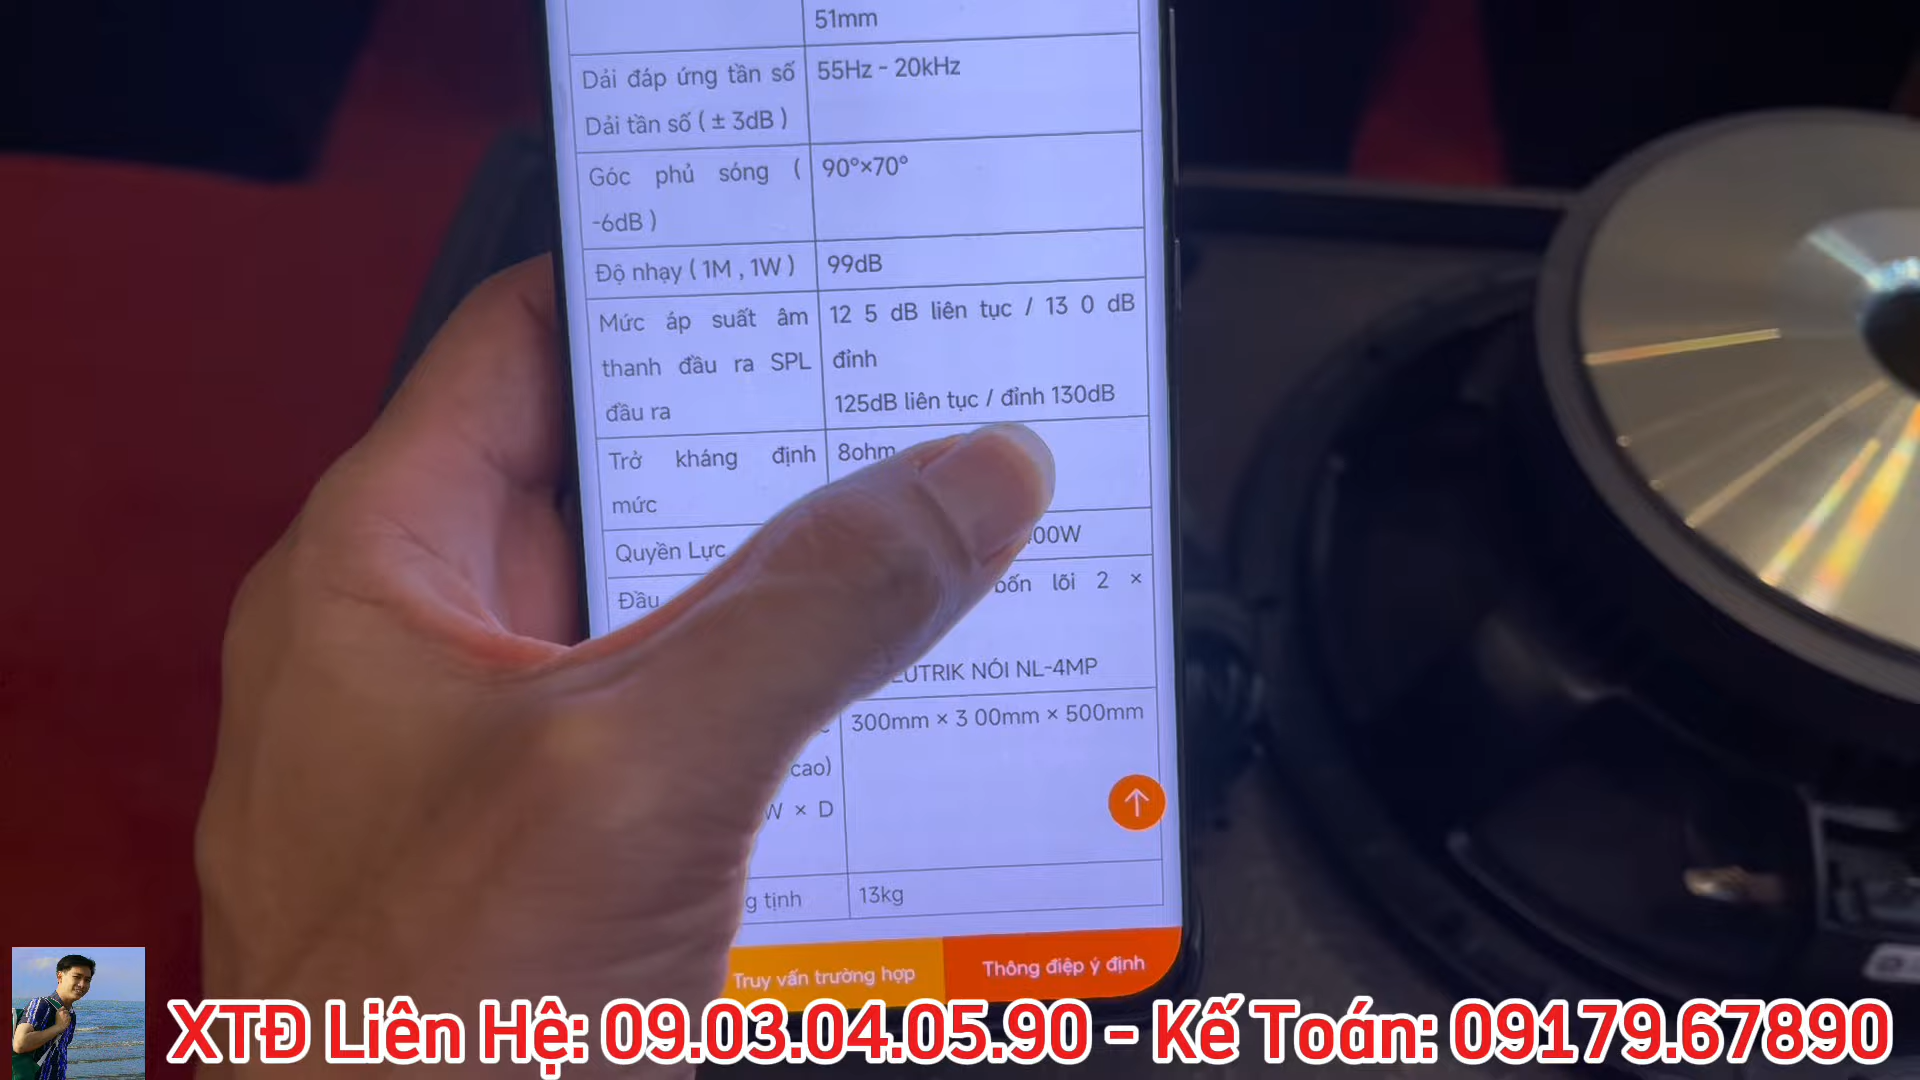 51mm
Dải đáp ứng tần số
Dải tần số ( ± 3dB )
55Hz - 20kHz
Góc phủ sóng (
-6dB )
90°×70°
Độ nhạy ( 1M , 1W )
99dB
Mức áp suất âm
thanh đầu ra SPL
đầu ra
12 5 dB liên tục / 13 0 dB
đỉnh
125dB liên tục / đỉnh 130dB
Trở kháng định
mức
8ohm
Quyền Lực
00W
Đầu
bốn lõi 2 ×
EUTRIK NÓI NL-4MP
300mm × 3 00mm × 500mm
cao)
W × D
g tịnh
13kg
Truy vấn trường hợp
Thông điệp ý định
XTĐ Liên Hệ: 09.03.04.05.90 - Kế Toán: 09179.67890